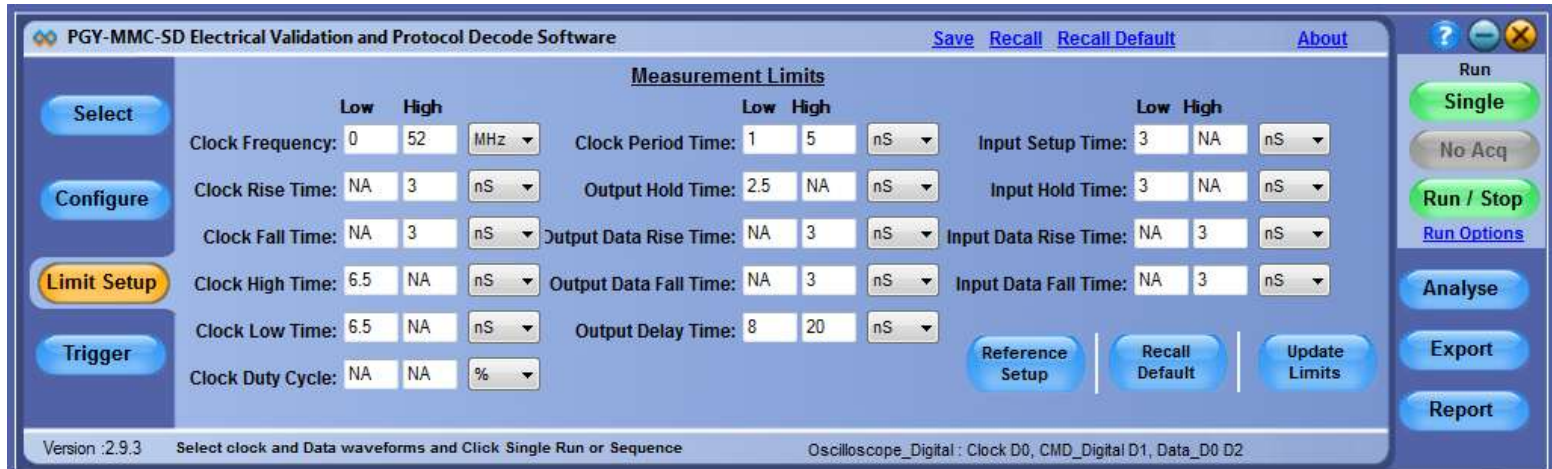 PGY-MMC-SD Electrical Validation and Protocol Decode Software Save Recall Recall Default About ?
Measurement Limits
Select
Configure
Limit Setup
Trigger
Low High Low High Low High
Clock Frequency: 0 52 MHz Clock Period Time: 1 5 nS Input Setup Time: 3 NA nS
Clock Rise Time: NA 3 nS Output Hold Time: 2.5 NA nS Input Hold Time: 3 NA nS
Clock Fall Time: NA 3 nS Output Data Rise Time: NA 3 nS Input Data Rise Time: NA 3 nS
Clock High Time: 6.5 NA nS Output Data Fall Time: NA 3 nS Input Data Fall Time: NA 3 nS
Clock Low Time: 6.5 NA nS Output Delay Time: 8 20 nS
Clock Duty Cycle: NA NA %
Reference Setup
Recall Default
Update Limits
Run
Single
No Acq
Run / Stop
Run Options
Analyse
Export
Report
Version :2.9.3 Select clock and Data waveforms and Click Single Run or Sequence Oscilloscope_Digital : Clock D0, CMD_Digital D1, Data_D0 D2